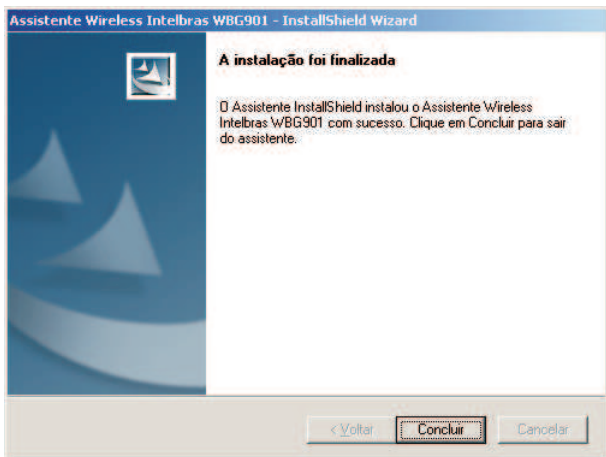 Assistente Wireless Intelbras WBG901 - InstallShield Wizard
A instalação foi finalizada
O Assistente InstallShield instalou o Assistente Wireless
Intelbras WBG901 com sucesso. Clique em Concluir para sair
do assistente.
< Voltar
Concluir
Cancelar